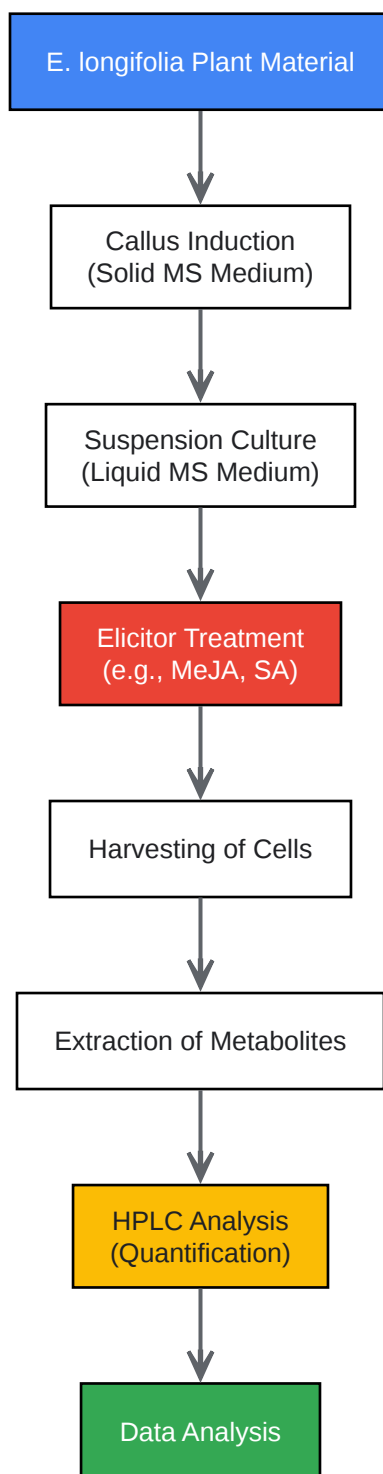 E. longifolia Plant Material
Callus Induction
(Solid MS Medium)
Suspension Culture
(Liquid MS Medium)
Elicitor Treatment
(e.g., MeJA, SA)
Harvesting of Cells
Extraction of Metabolites
HPLC Analysis
(Quantification)
Data Analysis